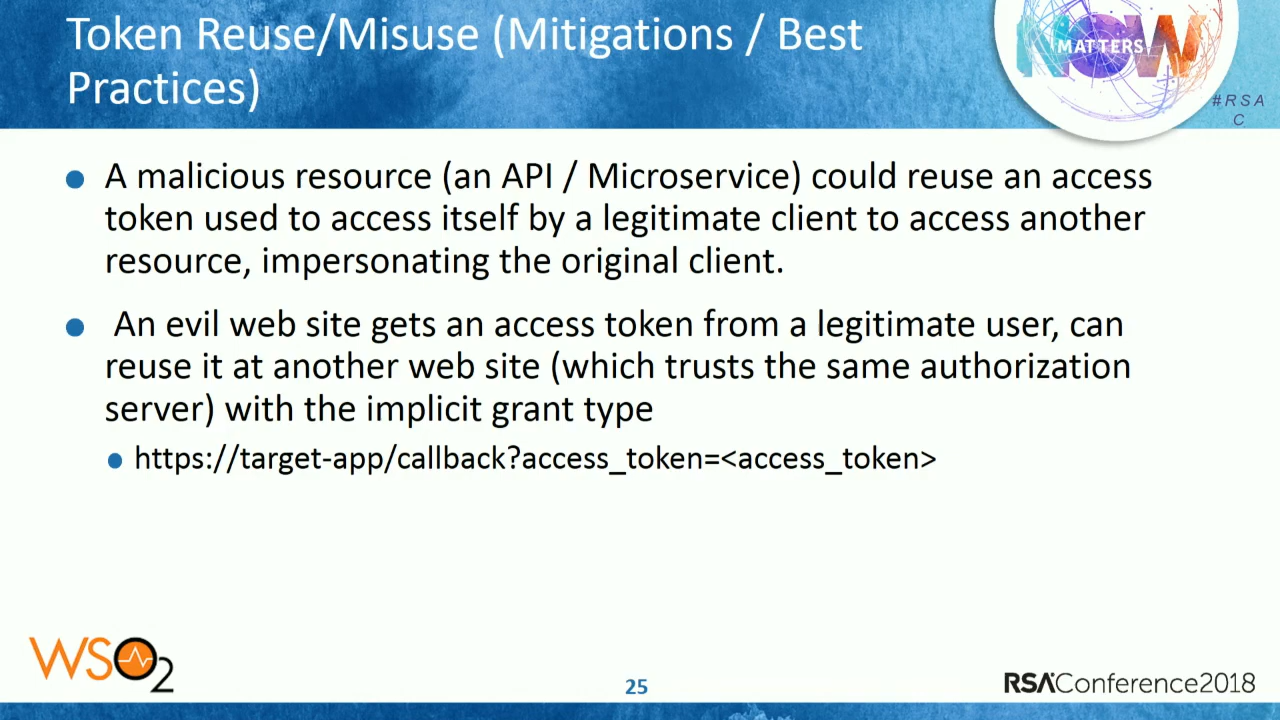 Token Reuse/Misuse (Mitigations / Best
Practices)
NOW
MATTERS
#RSA
C
A malicious resource (an API / Microservice) could reuse an access
token used to access itself by a legitimate client to access another
resource, impersonating the original client.
An evil web site gets an access token from a legitimate user, can
reuse it at another web site (which trusts the same authorization
server) with the implicit grant type
https://target-app/callback?access_token=<access_token>
WSO2
25
RSAConference2018